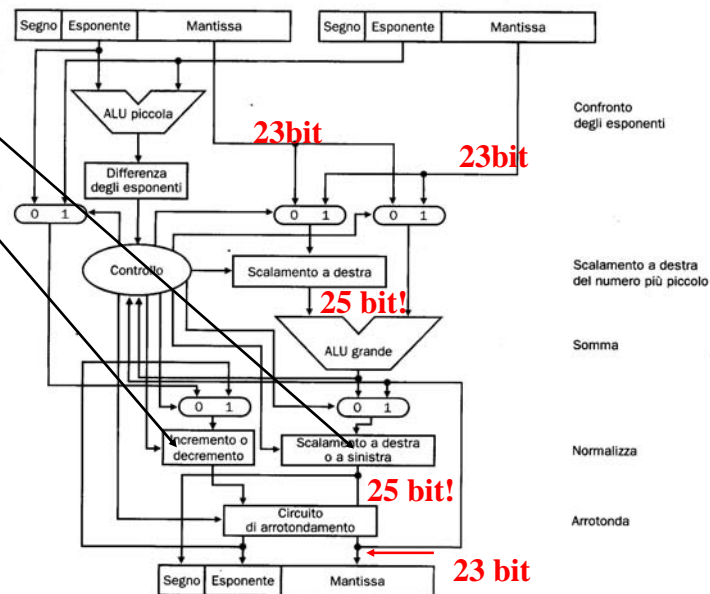 Segno Esponente Mantissa
Segno Esponente Mantissa
ALU piccola
Confronto
degli esponenti
23bit
23bit
Differenza
degli esponenti
0 1
0 1
0 1
Controllo
Scalamento a destra
Scalamento a destra
del numero più piccolo
25 bit!
ALU grande
Somma
0 1
0 1
Incremento o
decremento
Scalamento a destra
o a sinistra
Normalizza
25 bit!
Circuito
di arrotondamento
Arrotonda
23 bit
Segno Esponente Mantissa